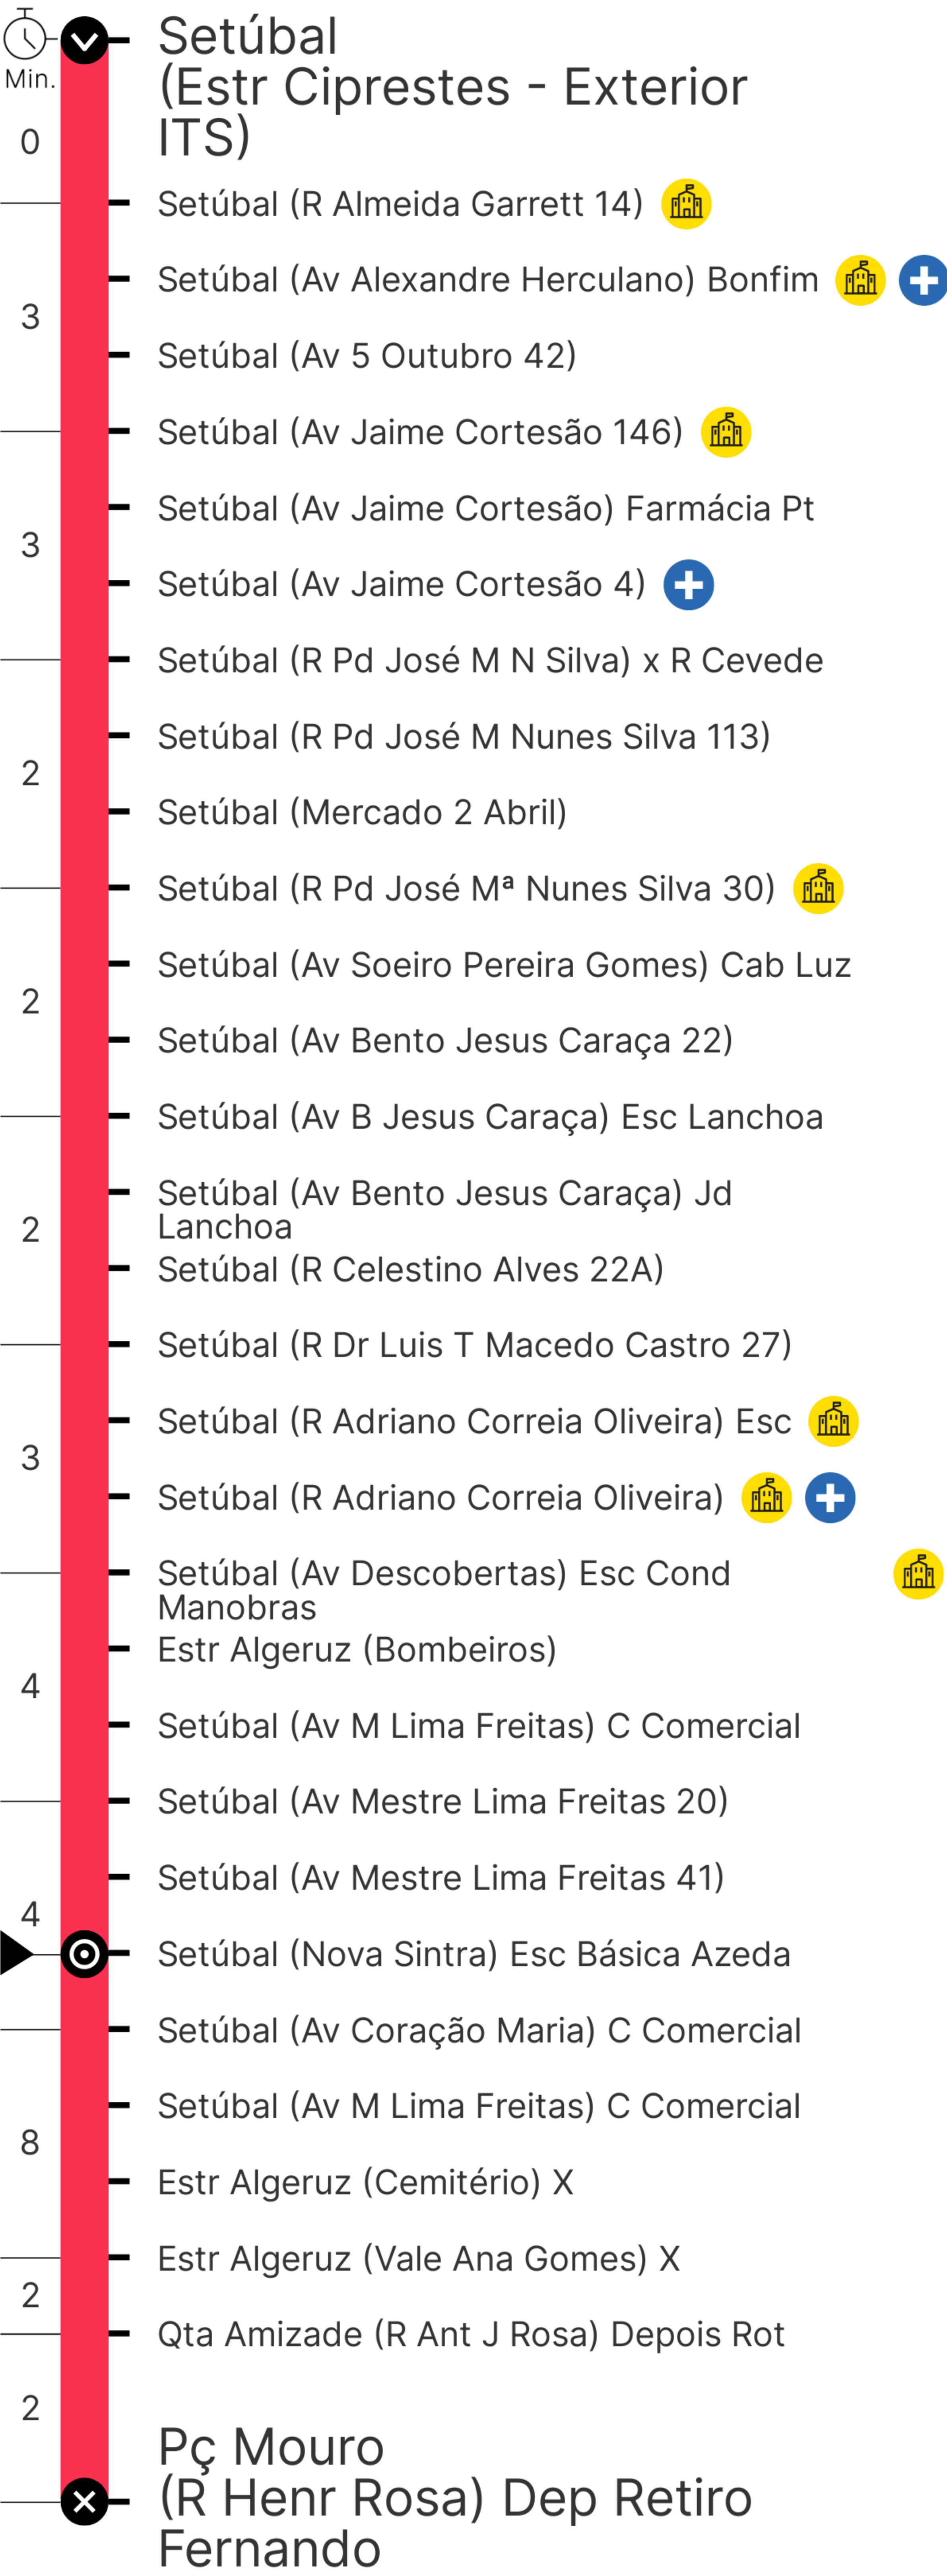 Setúbal
(Estr Ciprestes - Exterior
ITS)
Min.
0
Setúbal (R Almeida Garrett 14)
Setúbal (Av Alexandre Herculano) Bonfim
3
Setúbal (Av 5 Outubro 42)
Setúbal (Av Jaime Cortesão 146)
Setúbal (Av Jaime Cortesão) Farmácia Pt
3
Setúbal (Av Jaime Cortesão 4)
Setúbal (R Pd José M N Silva) x R Cevede
Setúbal (R Pd José M Nunes Silva 113)
2
Setúbal (Mercado 2 Abril)
Setúbal (R Pd José Mª Nunes Silva 30)
Setúbal (Av Soeiro Pereira Gomes) Cab Luz
2
Setúbal (Av Bento Jesus Caraça 22)
Setúbal (Av B Jesus Caraça) Esc Lanchoa
Setúbal (Av Bento Jesus Caraça) Jd
Lanchoa
2
Setúbal (R Celestino Alves 22A)
Setúbal (R Dr Luis T Macedo Castro 27)
Setúbal (R Adriano Correia Oliveira) Esc
3
Setúbal (R Adriano Correia Oliveira)
Setúbal (Av Descobertas) Esc Cond
Manobras
Estr Algeruz (Bombeiros)
4
Setúbal (Av M Lima Freitas) C Comercial
Setúbal (Av Mestre Lima Freitas 20)
Setúbal (Av Mestre Lima Freitas 41)
4
Setúbal (Nova Sintra) Esc Básica Azeda
Setúbal (Av Coração Maria) C Comercial
Setúbal (Av M Lima Freitas) C Comercial
8
Estr Algeruz (Cemitério) X
Estr Algeruz (Vale Ana Gomes) X
2
Qta Amizade (R Ant J Rosa) Depois Rot
2
Pç Mouro
(R Henr Rosa) Dep Retiro
Fernando